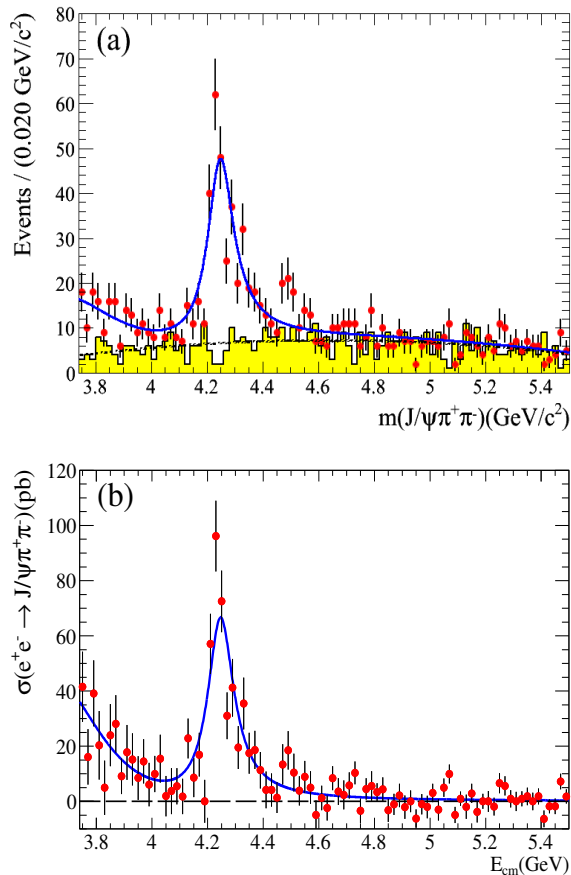 (a)
Events / (0.020 GeV/c²)
80
70
60
50
40
30
20
10
0
3.8 4 4.2 4.4 4.6 4.8 5 5.2 5.4
m(J/ψπ⁺π⁻)(GeV/c²)
(b)
σ(e⁺e⁻ → J/ψπ⁺π⁻)(pb)
120
100
80
60
40
20
0
3.8 4 4.2 4.4 4.6 4.8 5 5.2 5.4
E_cm(GeV)